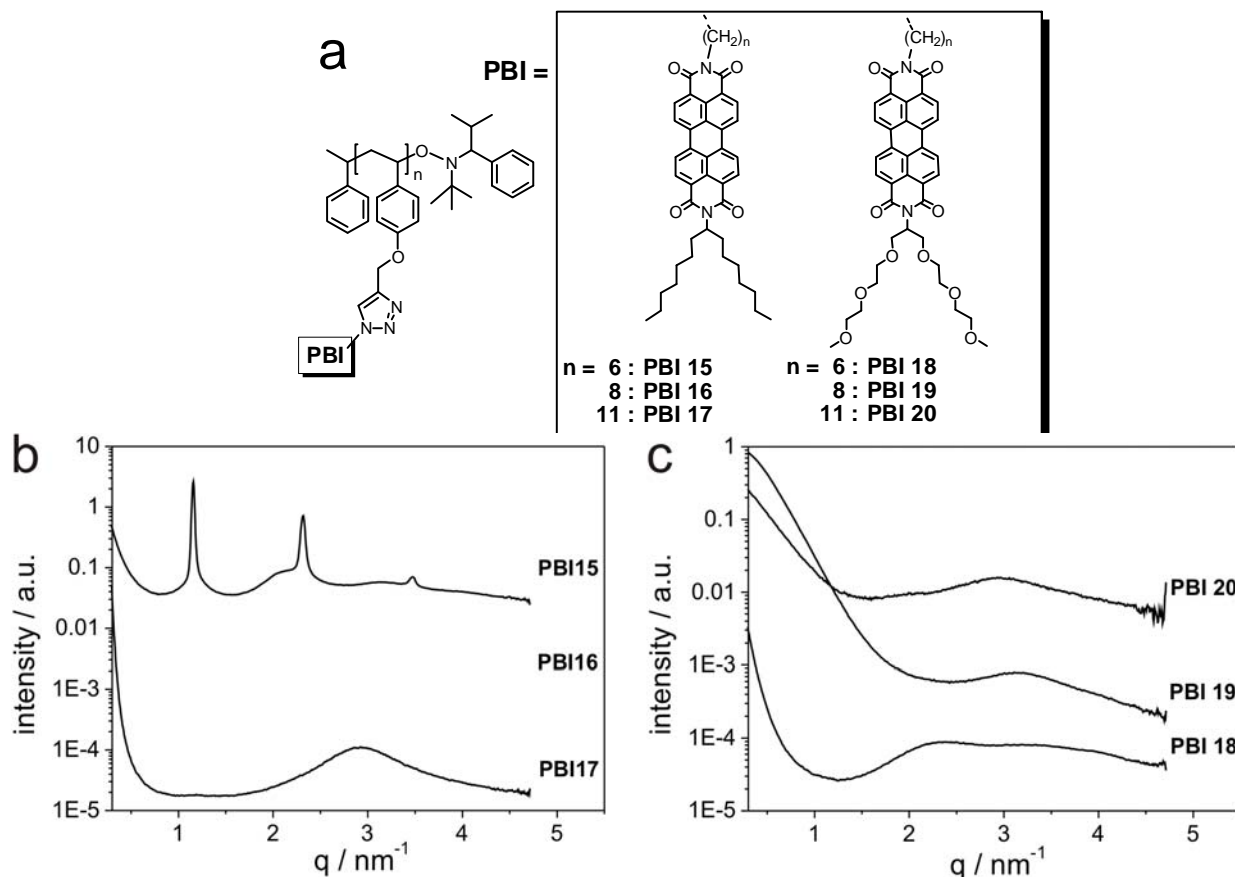 a
PBI =
(CH₂)n
O N O
O N O
n = 6 : PBI 15
8 : PBI 16
11 : PBI 17
(CH₂)n
O N O
O N O
O O
O O
O O
n = 6 : PBI 18
8 : PBI 19
11 : PBI 20
O
N
n
O
N
N
N
PBI
b
intensity / a.u.
10
1
0.1
0.01
1E-3
1E-4
1E-5
PBI15
PBI16
PBI17
1 2 3 4 5
q / nm⁻¹
c
intensity / a.u.
1
0.1
0.01
1E-3
1E-4
1E-5
PBI 20
PBI 19
PBI 18
1 2 3 4 5
q / nm⁻¹